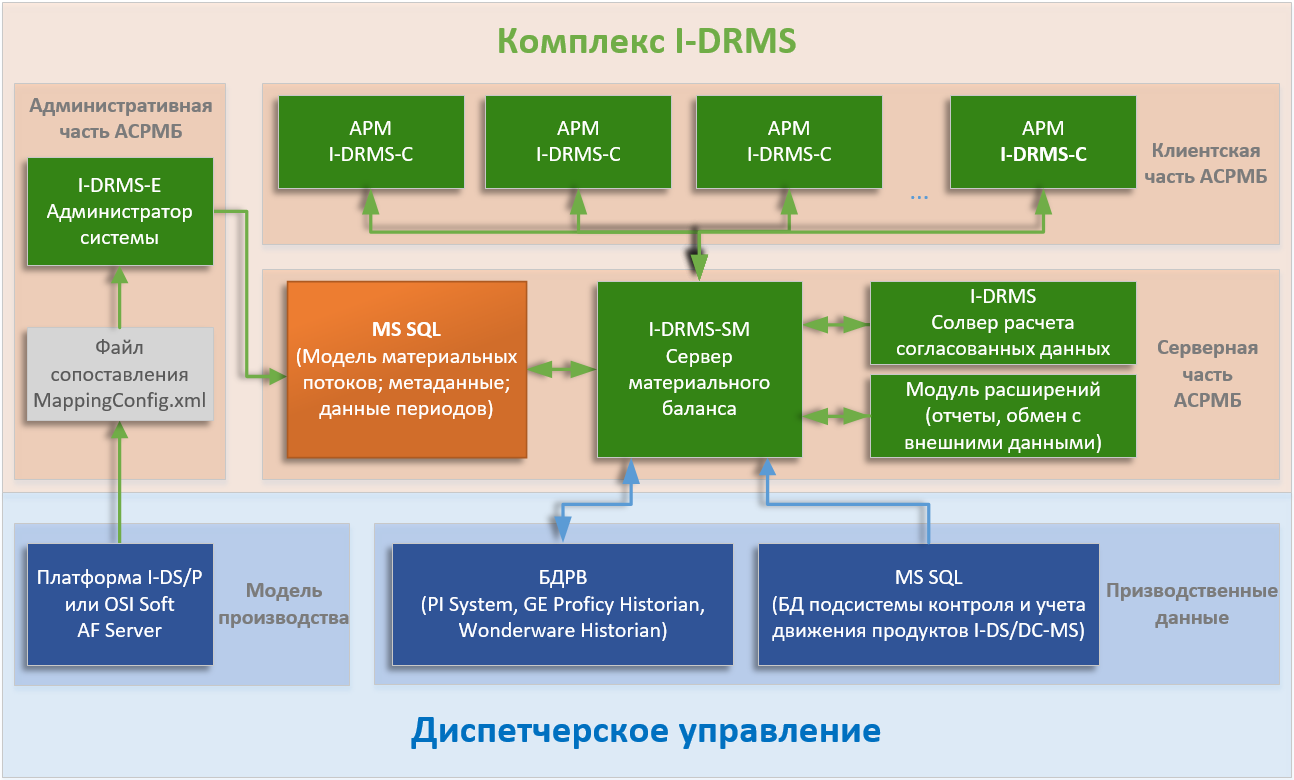 Комплекс I-DRMS
Административная
часть АСРМБ
I-DRMS-E
Администратор
системы
Файл
сопоставления
MappingConfig.xml
АРМ
I-DRMS-C
АРМ
I-DRMS-C
АРМ
I-DRMS-C
...
АРМ
I-DRMS-C
Клиентская
часть АСРМБ
MS SQL
(Модель материальных
потоков; метаданные;
данные периодов)
I-DRMS-SM
Сервер
материального
баланса
I-DRMS
Солвер расчета
согласованных данных
Модуль расширений
(отчеты, обмен с
внешними данными)
Серверная
часть
АСРМБ
Платформа I-DS/P
или OSI Soft
AF Server
Модель
произодства
БДРВ
(PI System, GE Proficy Historian,
Wonderware Historian)
MS SQL
(БД подсистемы контроля и учета
движения продуктов I-DS/DC-MS)
Призводственные
данные
Диспетчерское управление